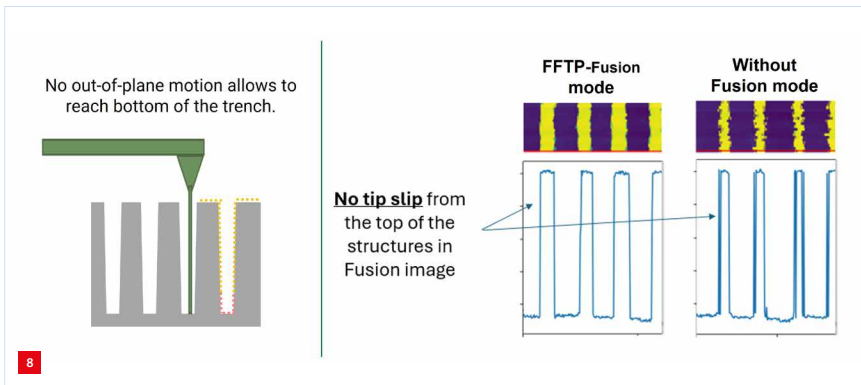 No out-of-plane motion allows to
reach bottom of the trench.
No tip slip from
the top of the
structures in
Fusion image
FFTP-Fusion
mode
Without
Fusion mode
8